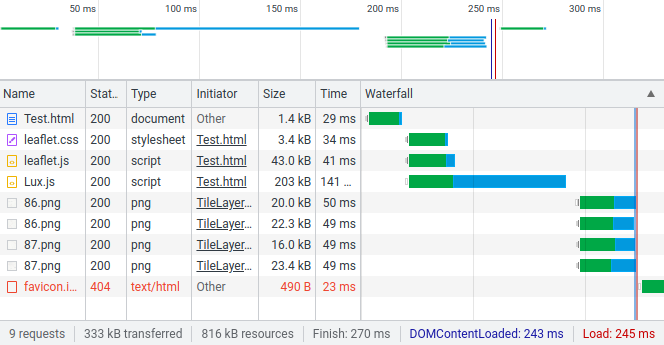 50 ms 100 ms 150 ms 200 ms 250 ms 300 ms
Name Stat.. Type Initiator Size Time Waterfall
Test.html 200 document Other 1.4 kB 29 ms
leaflet.css 200 stylesheet Test.html 3.4 kB 34 ms
leaflet.js 200 script Test.html 43.0 kB 41 ms
Lux.js 200 script Test.html 203 kB 141 ...
86.png 200 png TileLayer... 20.0 kB 50 ms
86.png 200 png TileLayer... 22.3 kB 49 ms
87.png 200 png TileLayer... 16.0 kB 49 ms
87.png 200 png TileLayer... 23.4 kB 49 ms
favicon.i... 404 text/html Other 490 B 23 ms
9 requests 333 kB transferred 816 kB resources Finish: 270 ms DOMContentLoaded: 243 ms Load: 245 ms